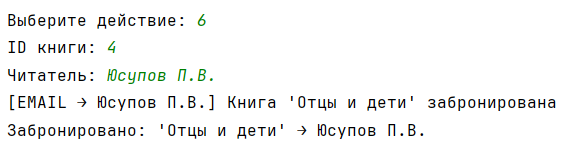 Выберите действие: 6
ID книги: 4
Читатель: Юсупов П.В.
[EMAIL → Юсупов П.В.] Книга 'Отцы и дети' забронирована
Забронировано: 'Отцы и дети' → Юсупов П.В.